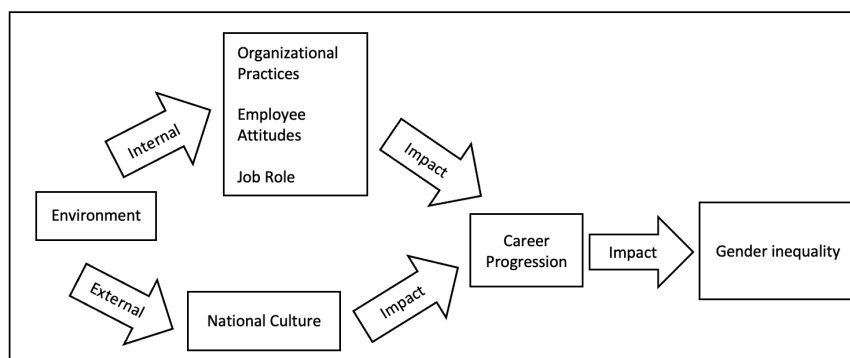 Organizational
Practices
Employee
Attitudes
Job Role
Internal
Impact
Environment
Career
Progression
Impact
Gender inequality
External
National Culture
Impact